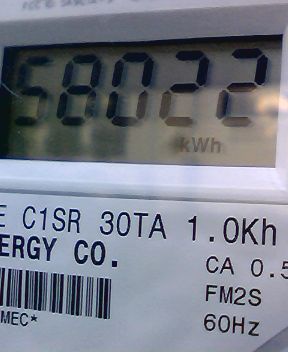 58022
kWh
E C1SR 30TA 1.0Kh
ERGY CO.
CA 0.5
FM2S
MEC*
60Hz